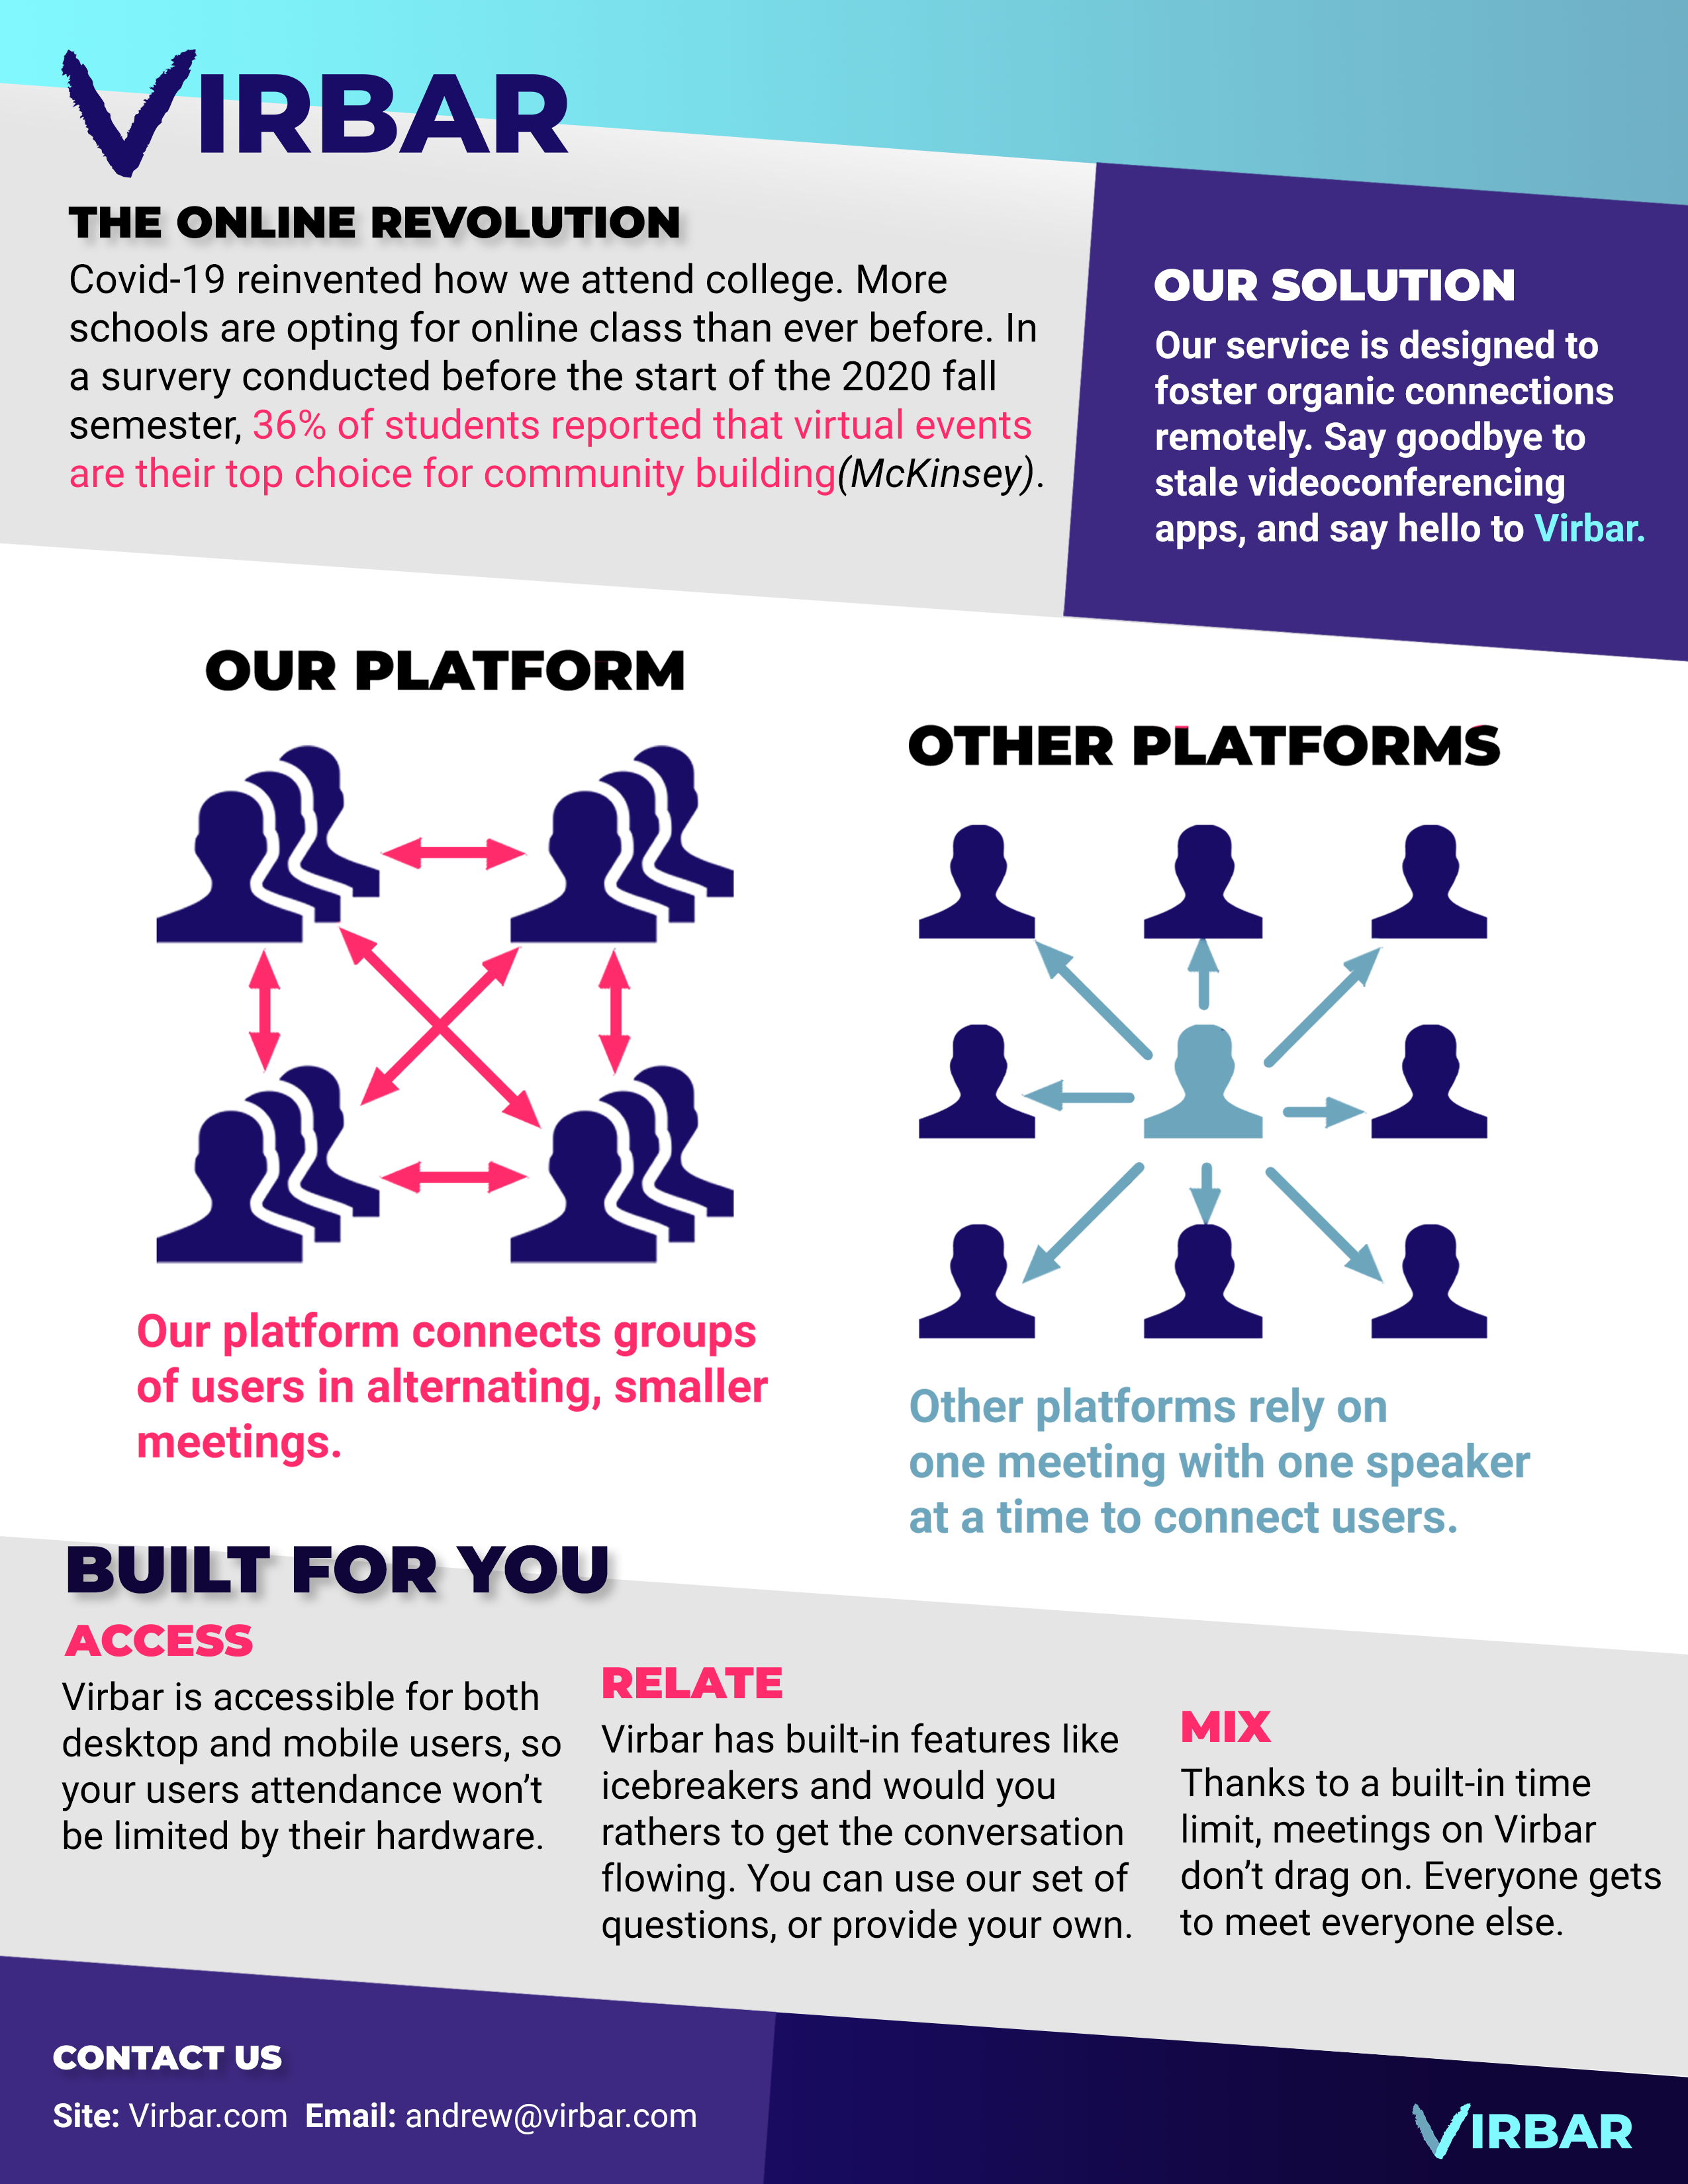 VIRBAR
THE ONLINE REVOLUTION
Covid-19 reinvented how we attend college. More
schools are opting for online class than ever before. In
a survery conducted before the start of the 2020 fall
semester, 36% of students reported that virtual events
are their top choice for community building(McKinsey).
OUR SOLUTION
Our service is designed to
foster organic connections
remotely. Say goodbye to
stale videoconferencing
apps, and say hello to Virbar.
OUR PLATFORM
Our platform connects groups
of users in alternating, smaller
meetings.
OTHER PLATFORMS
Other platforms rely on
one meeting with one speaker
at a time to connect users.
BUILT FOR YOU
ACCESS
Virbar is accessible for both
desktop and mobile users, so
your users attendance won't
be limited by their hardware.
RELATE
Virbar has built-in features like
icebreakers and would you
rathers to get the conversation
flowing. You can use our set of
questions, or provide your own.
MIX
Thanks to a built-in time
limit, meetings on Virbar
don't drag on. Everyone gets
to meet everyone else.
CONTACT US
Site: Virbar.com Email: andrew@virbar.com
VIRBAR